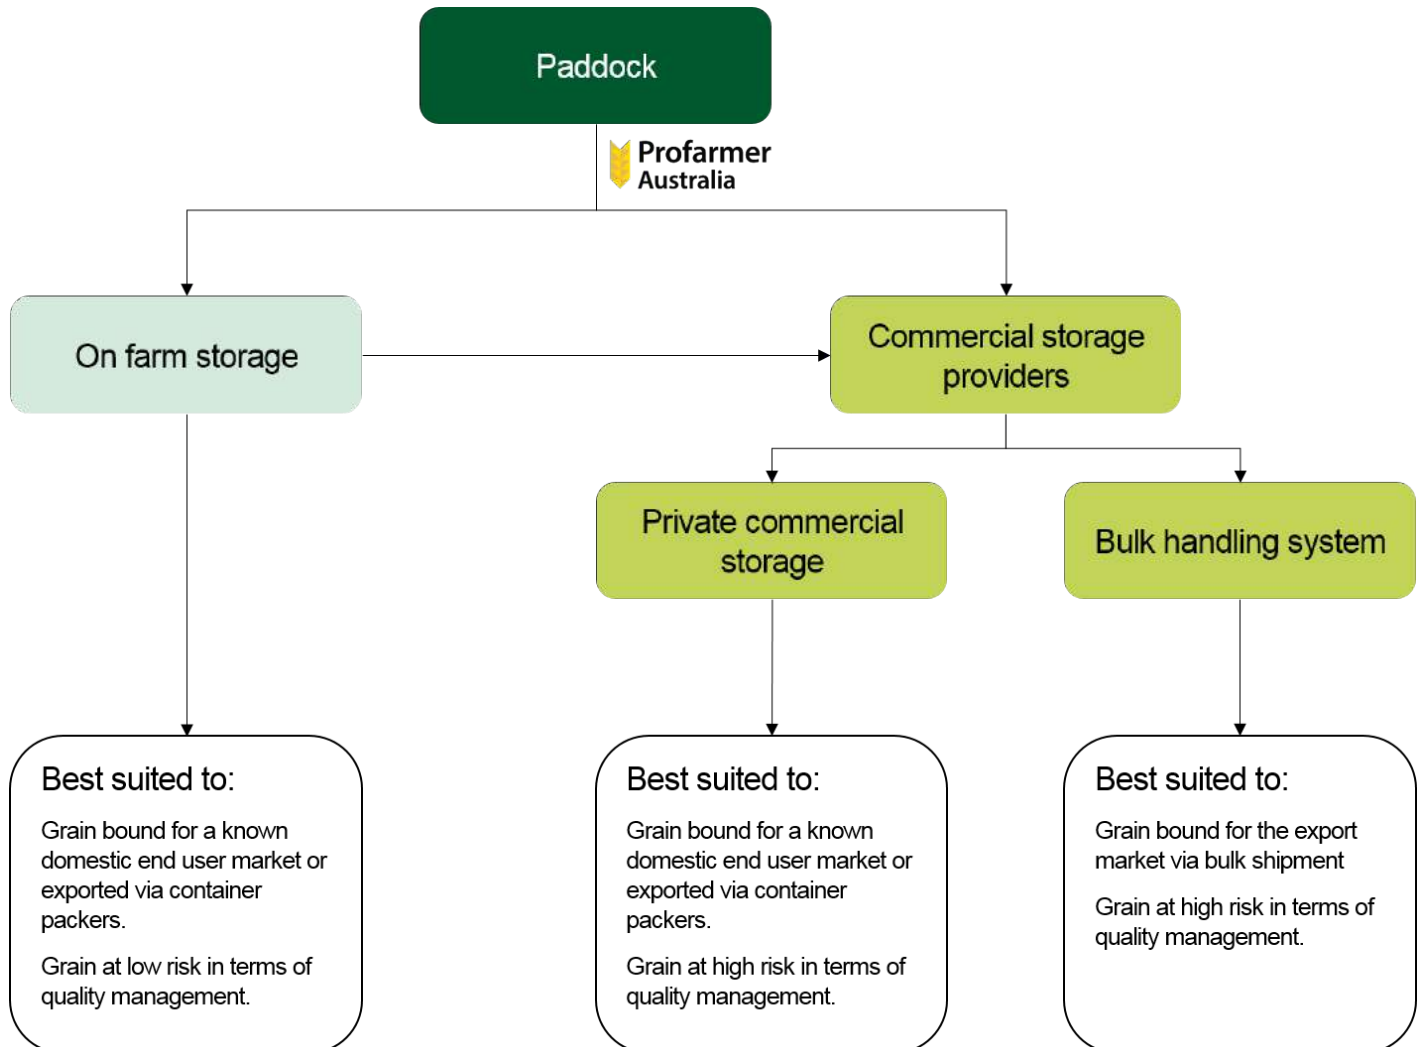 Paddock
Profarmer
Australia
On farm storage
Commercial storage
providers
Private commercial
storage
Bulk handling system
Best suited to:
Grain bound for a known
domestic end user market or
exported via container
packers.
Grain at low risk in terms of
quality management.
Best suited to:
Grain bound for a known
domestic end user market or
exported via container
packers.
Grain at high risk in terms of
quality management.
Best suited to:
Grain bound for the export
market via bulk shipment
Grain at high risk in terms of
quality management.